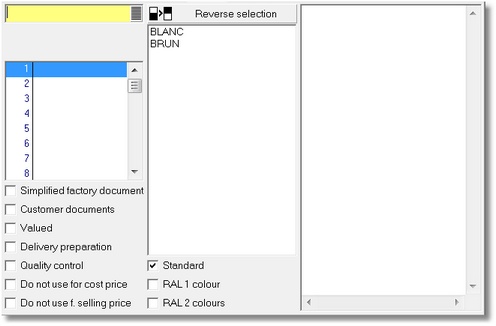 Reverse selection
BLANC
BRUN
1
2
3
4
5
6
7
8
Simplified factory document
Customer documents
Valued
Delivery preparation
Quality control
Do not use for cost price
Do not use f. selling price
Standard
RAL 1 colour
RAL 2 colours